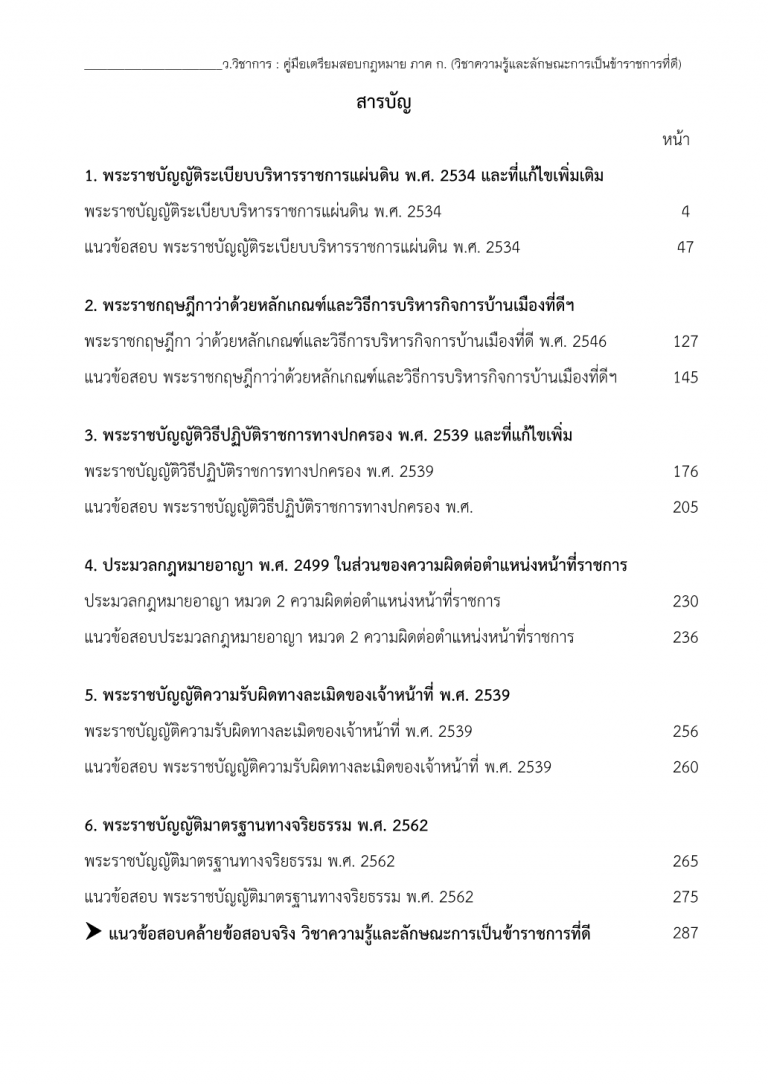 ____________________ว.วิชาการ : คู่มือเตรียมสอบกฎหมาย ภาค ก. (วิชาความรู้และลักษณะการเป็นข้าราชการที่ดี)
สารบัญ
หน้า
1. พระราชบัญญัติระเบียบบริหารราชการแผ่นดิน พ.ศ. 2534 และที่แก้ไขเพิ่มเติม
พระราชบัญญัติระเบียบบริหารราชการแผ่นดิน พ.ศ. 2534 4
แนวข้อสอบ พระราชบัญญัติระเบียบบริหารราชการแผ่นดิน พ.ศ. 2534 47
2. พระราชกฤษฎีกาว่าด้วยหลักเกณฑ์และวิธีการบริหารกิจการบ้านเมืองที่ดีฯ
พระราชกฤษฎีกา ว่าด้วยหลักเกณฑ์และวิธีการบริหารกิจการบ้านเมืองที่ดี พ.ศ. 2546 127
แนวข้อสอบ พระราชกฤษฎีกาว่าด้วยหลักเกณฑ์และวิธีการบริหารกิจการบ้านเมืองที่ดีฯ 145
3. พระราชบัญญัติวิธีปฏิบัติราชการทางปกครอง พ.ศ. 2539 และที่แก้ไขเพิ่ม
พระราชบัญญัติวิธีปฏิบัติราชการทางปกครอง พ.ศ. 2539 176
แนวข้อสอบ พระราชบัญญัติวิธีปฏิบัติราชการทางปกครอง พ.ศ. 205
4. ประมวลกฎหมายอาญา พ.ศ. 2499 ในส่วนของความผิดต่อตำแหน่งหน้าที่ราชการ
ประมวลกฎหมายอาญา หมวด 2 ความผิดต่อตำแหน่งหน้าที่ราชการ 230
แนวข้อสอบประมวลกฎหมายอาญา หมวด 2 ความผิดต่อตำแหน่งหน้าที่ราชการ 236
5. พระราชบัญญัติความรับผิดทางละเมิดของเจ้าหน้าที่ พ.ศ. 2539
พระราชบัญญัติความรับผิดทางละเมิดของเจ้าหน้าที่ พ.ศ. 2539 256
แนวข้อสอบ พระราชบัญญัติความรับผิดทางละเมิดของเจ้าหน้าที่ พ.ศ. 2539 260
6. พระราชบัญญัติมาตรฐานทางจริยธรรม พ.ศ. 2562
พระราชบัญญัติมาตรฐานทางจริยธรรม พ.ศ. 2562 265
แนวข้อสอบ พระราชบัญญัติมาตรฐานทางจริยธรรม พ.ศ. 2562 275
➤ แนวข้อสอบคล้ายข้อสอบจริง วิชาความรู้และลักษณะการเป็นข้าราชการที่ดี 287